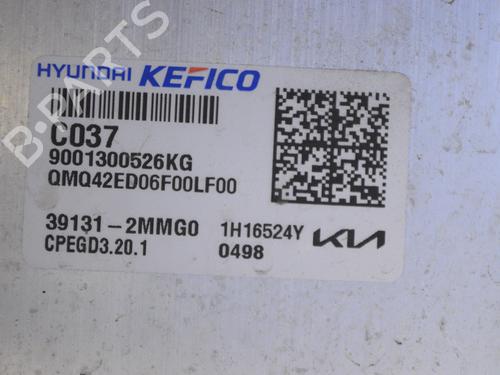 B-PARTS
HYUNDAI KEFICO
C037
9001300526KG
QMQ42ED06F00LF00
39131-2MMG0 1H16524Y KIA
CPEGD3.20.1 0498